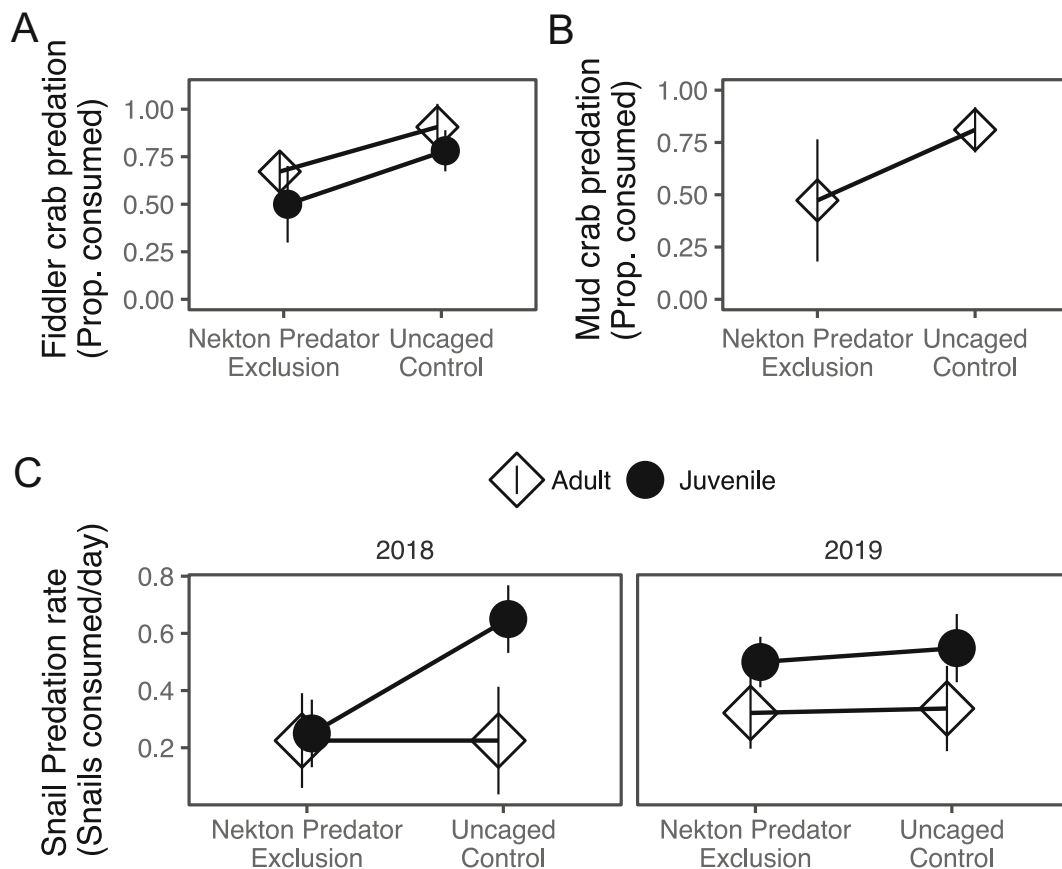 A
Fiddler crab predation
(Prop. consumed)
1.00
0.75
0.50
0.25
0.00
Nekton Predator
Exclusion
Uncaged
Control
B
Mud crab predation
(Prop. consumed)
1.00
0.75
0.50
0.25
0.00
Nekton Predator
Exclusion
Uncaged
Control
C
Adult
Juvenile
Snail Predation rate
(Snails consumed/day)
2018
2019
0.8
0.6
0.4
0.2
Nekton Predator
Exclusion
Uncaged
Control
Nekton Predator
Exclusion
Uncaged
Control